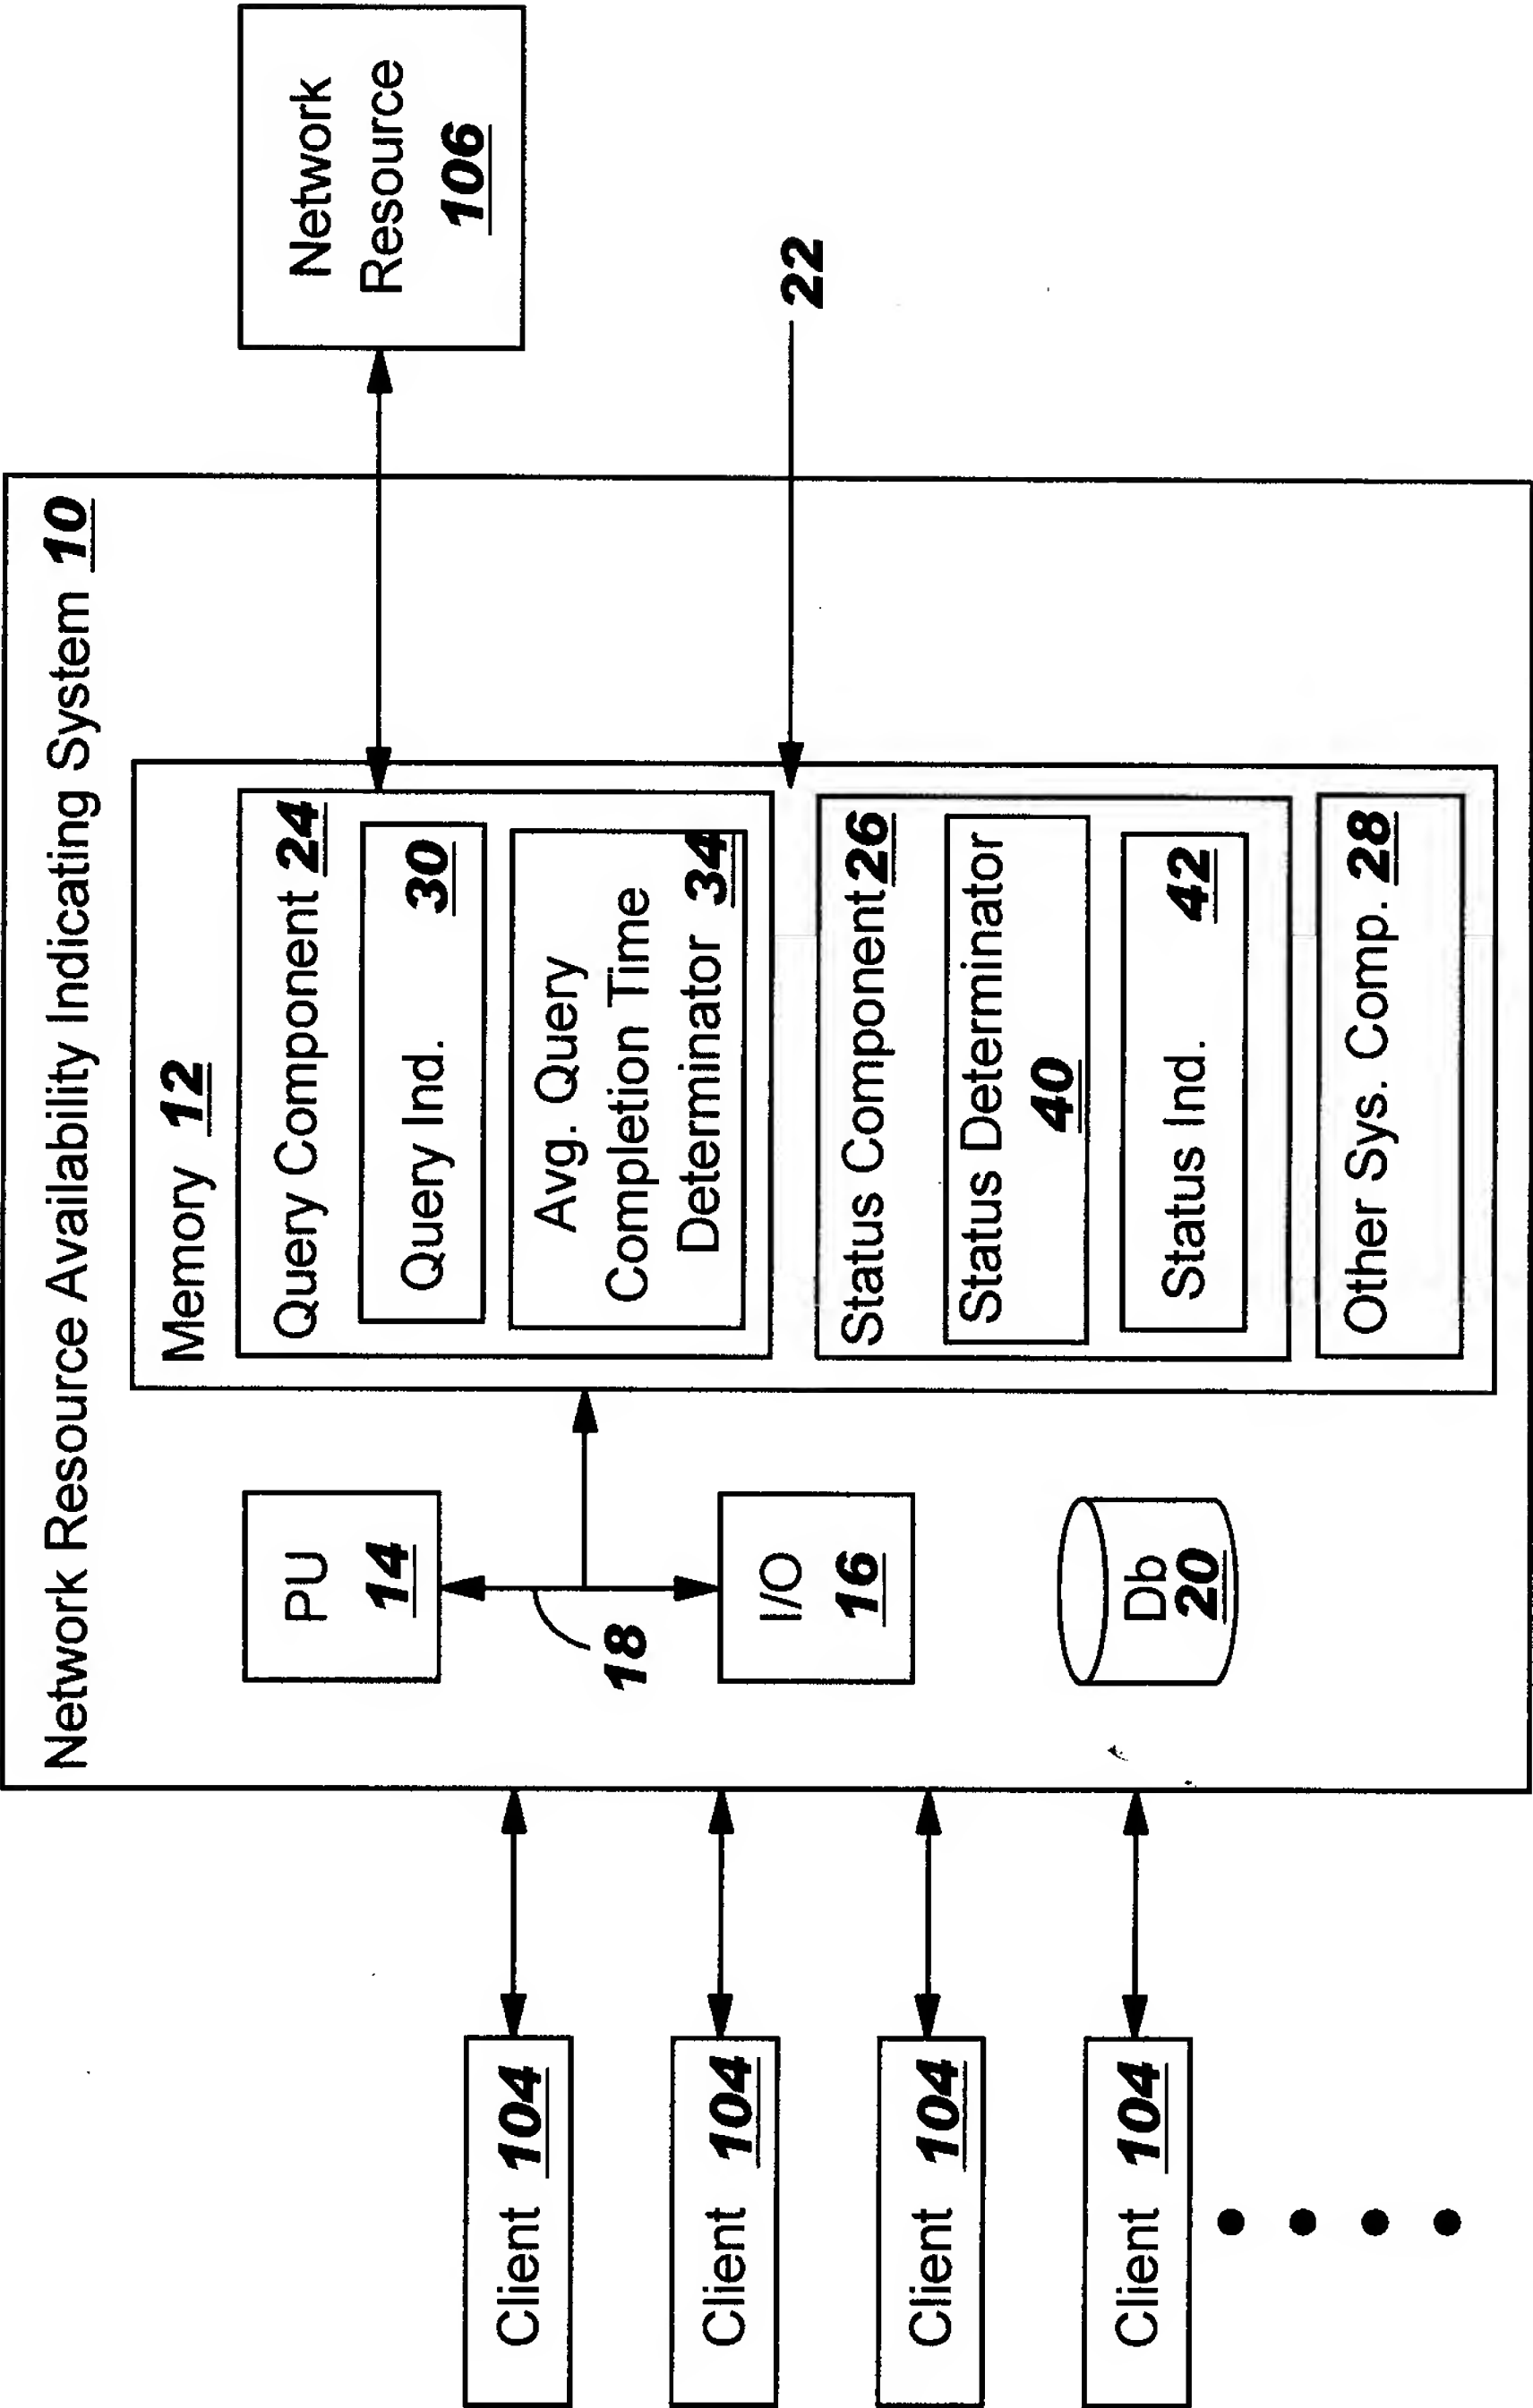 Network Resource Availability Indicating System 10
Memory 12
Query Component 24
Query Ind. 30
Avg. Query
Completion Time
Determinator 34
Status Component 26
Status Determinator
40
Status Ind. 42
Other Sys. Comp. 28
PU
14
18
I/O
16
Db
20
Client 104
Client 104
Client 104
Client 104
Network
Resource
106
22